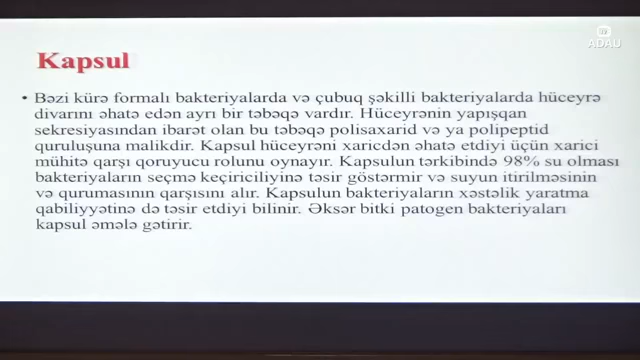 TV
ADAU
Kapsul
• Bəzi kürə formalı bakteriyalarda və çubuq şəkilli bakteriyalarda hüceyrə
divarını əhatə edən ayrı bir təbəqə vardır. Hüceyrənin yapışqan
sekresiyasından ibarət olan bu təbəqə polisaxarid və ya polipeptid
quruluşuna malikdir. Kapsul hüceyrəni xaricdən əhatə etdiyi üçün xarici
mühitə qarşı qoruyucu rolunu oynayır. Kapsulun tərkibində 98% su olması
bakteriyaların seçmə keçiriciliyinə təsir göstərmir və suyun itirilməsinin
və qurumasının qarşısını alır. Kapsulun bakteriyaların xəstəlik yaratma
qabiliyyətinə də təsir etdiyi bilinir. Əksər bitki patogen bakteriyaları
kapsul əmələ gətirir.